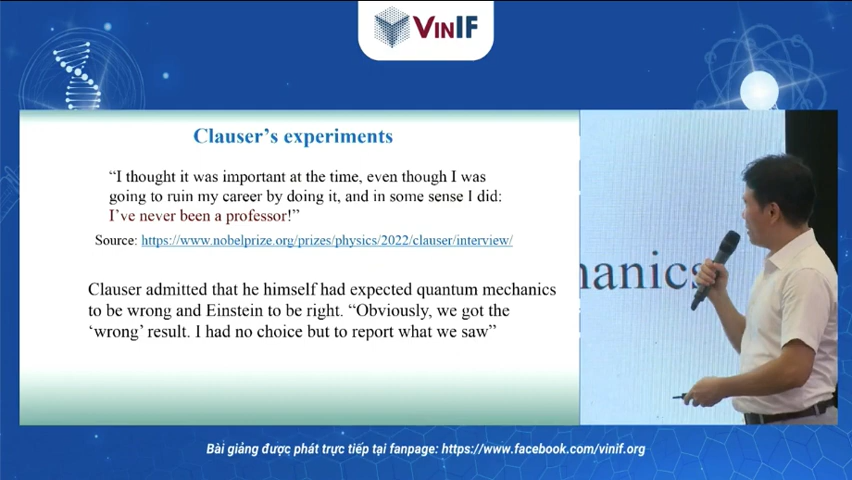 VINIF
Clauser's experiments
“I thought it was important at the time, even though I was
going to ruin my career by doing it, and in some sense I did:
I've never been a professor!”
Source: https://www.nobelprize.org/prizes/physics/2022/clauser/interview/
Clauser admitted that he himself had expected quantum mechanics
to be wrong and Einstein to be right. “Obviously, we got the
‘wrong’ result. I had no choice but to report what we saw”
Bài giảng được phát trực tiếp tại fanpage: https://www.facebook.com/vinif.org